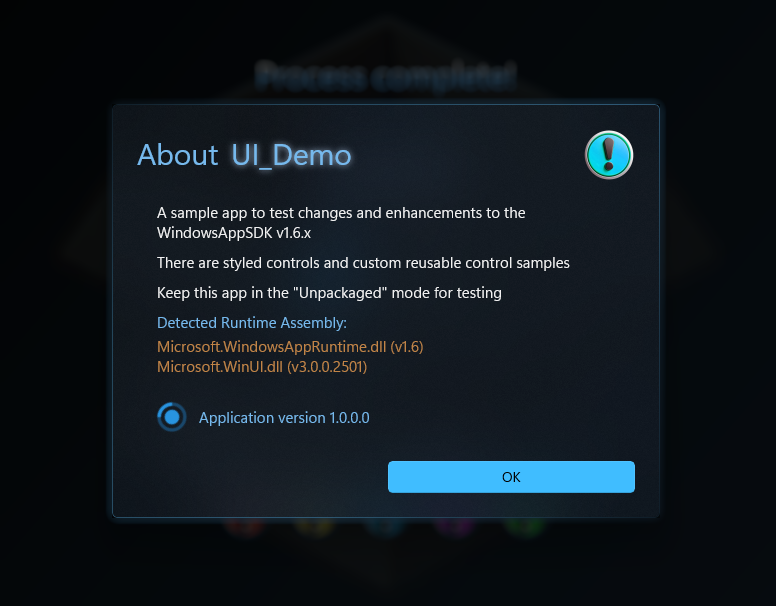 Process complete!
About UI_Demo
A sample app to test changes and enhancements to the
WindowsAppSDK v1.6.x
There are styled controls and custom reusable control samples
Keep this app in the "Unpackaged" mode for testing
Detected Runtime Assembly:
Microsoft.WindowsAppRuntime.dll (v1.6)
Microsoft.WinUI.dll (v3.0.0.2501)
Application version 1.0.0.0
OK